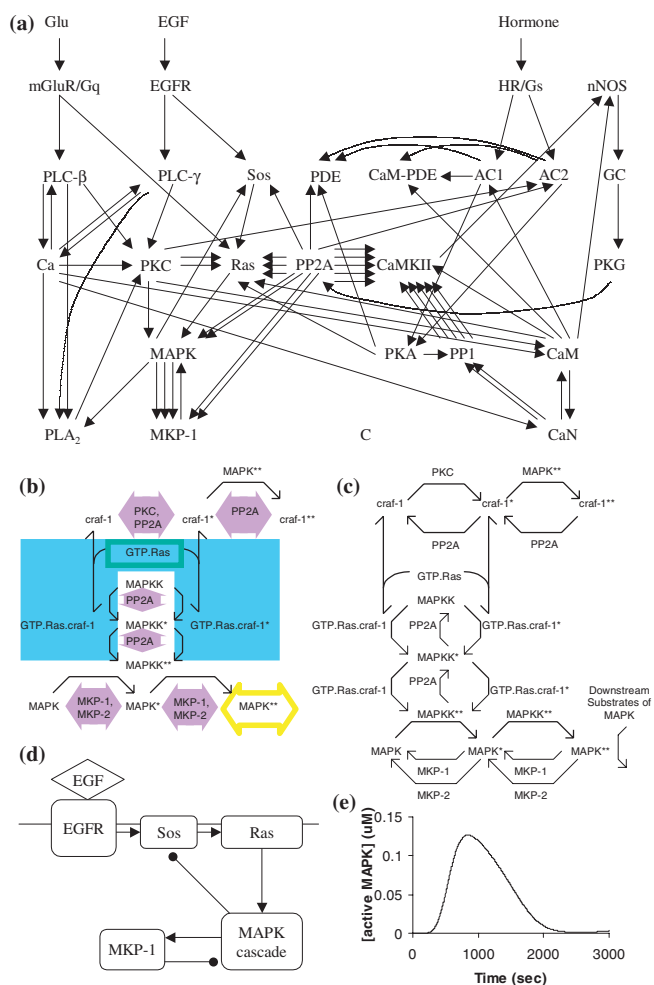 (a)
Glu EGF Hormone
mGluR/Gq EGFR HR/Gs nNOS
PLC-β PLC-γ Sos PDE CaM-PDE AC1 AC2 GC
Ca PKC Ras PP2A CaMKII PKG
MAPK PKA PP1 CaM
PLA2 MKP-1 C CaN
(b)
MAPK**
craf-1 PKC, PP2A craf-1* PP2A craf-1**
GTP.Ras
MAPKK
PP2A
GTP.Ras.craf-1 MAPKK* GTP.Ras.craf-1*
PP2A
MAPKK**
MAPK MKP-1, MKP-2 MAPK* MKP-1, MKP-2 MAPK**
(c)
PKC MAPK**
craf-1 craf-1* craf-1**
PP2A PP2A
GTP.Ras
MAPKK
GTP.Ras.craf-1 PP2A GTP.Ras.craf-1*
MAPKK*
GTP.Ras.craf-1 PP2A GTP.Ras.craf-1*
Downstream
Substrates of
MAPK
MAPKK** MAPKK**
MAPK MAPK* MAPK**
MKP-1 MKP-1
MKP-2 MKP-2
(d)
EGF
EGFR Sos Ras
MKP-1 MAPK
cascade
(e)
[active MAPK] (uM)
0.15
0.1
0.05
0
0 1000 2000 3000
Time (sec)